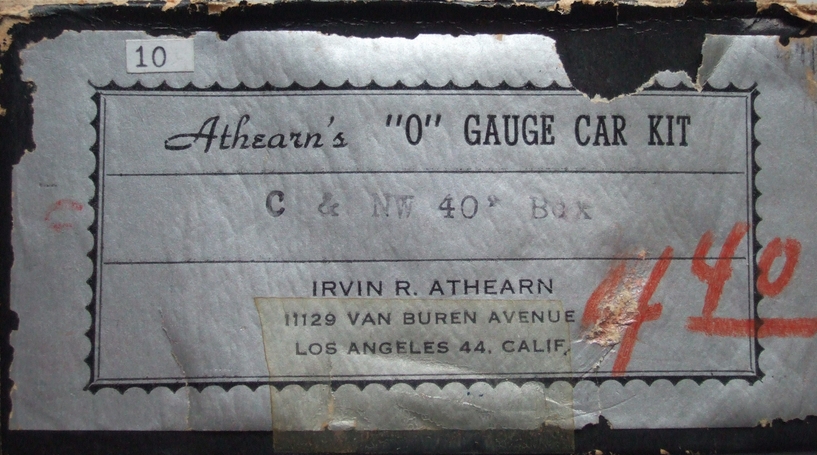 10
Athearn's "O" GAUGE CAR KIT
C & NW 40' Box
IRVIN R. ATHEARN
11129 VAN BUREN AVENUE
LOS ANGELES 44, CALIF.
4 40